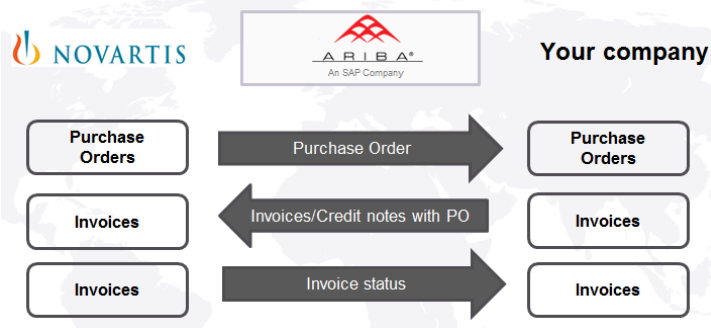 NOVARTIS
ARIBA®
An SAP Company
Your company
Purchase
Orders
Purchase Order
Purchase
Orders
Invoices
Invoices/Credit notes with PO
Invoices
Invoices
Invoice status
Invoices